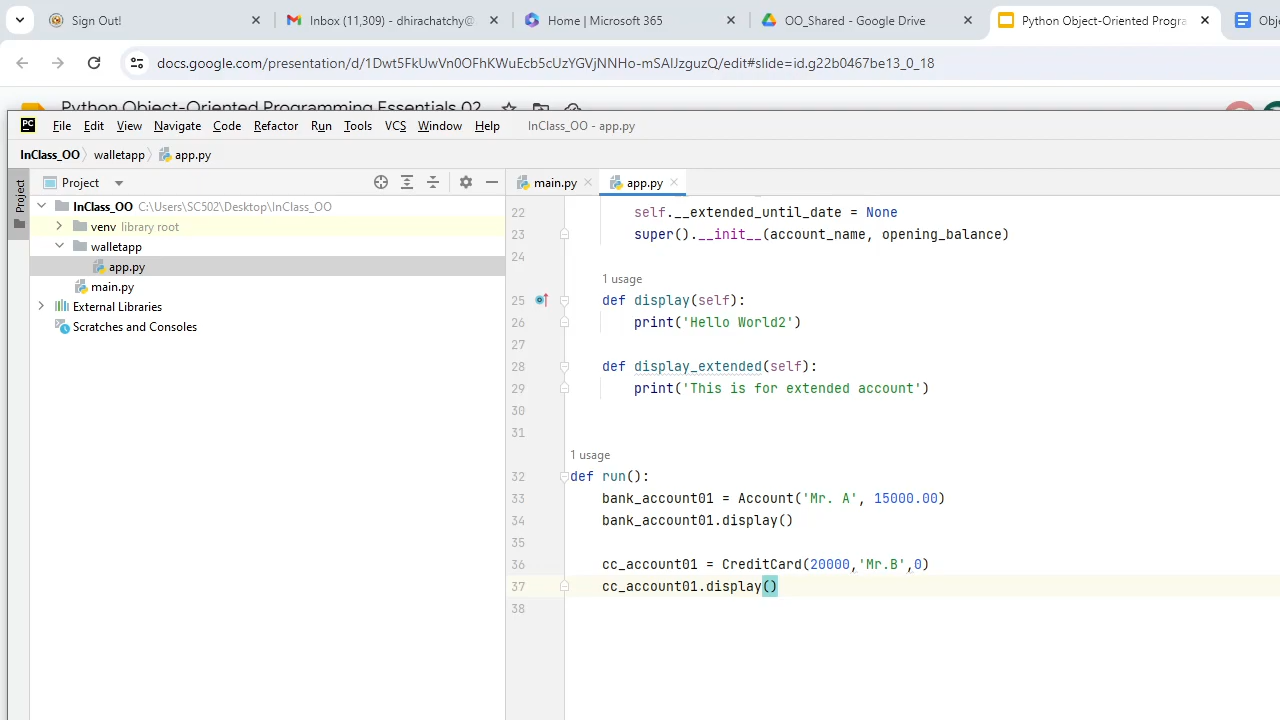 Sign Out!
Inbox (11,309) - dhirachatchy@
Home | Microsoft 365
OO_Shared - Google Drive
Python Object-Oriented Progra
Obje
docs.google.com/presentation/d/1Dwt5FkUwVn0OFhKWuEcb5cUzYGVjNNHo-mSAlJzguzQ/edit#slide=id.g22b0467be13_0_18
Python Object-Oriented Programming Essentials 02
PC File Edit View Navigate Code Refactor Run Tools VCS Window Help InClass_OO - app.py
InClass_OO walletapp app.py
Project
Project
main.py
app.py
InClass_OO C:\Users\SC502\Desktop\InClass_OO
venv library root
walletapp
app.py
main.py
External Libraries
Scratches and Consoles
22 self.__extended_until_date = None
23 super().__init__(account_name, opening_balance)
24
1 usage
25 def display(self):
26 print('Hello World2')
27
28 def display_extended(self):
29 print('This is for extended account')
30
31
1 usage
32 def run():
33 bank_account01 = Account('Mr. A', 15000.00)
34 bank_account01.display()
35
36 cc_account01 = CreditCard(20000,'Mr.B',0)
37 cc_account01.display()
38